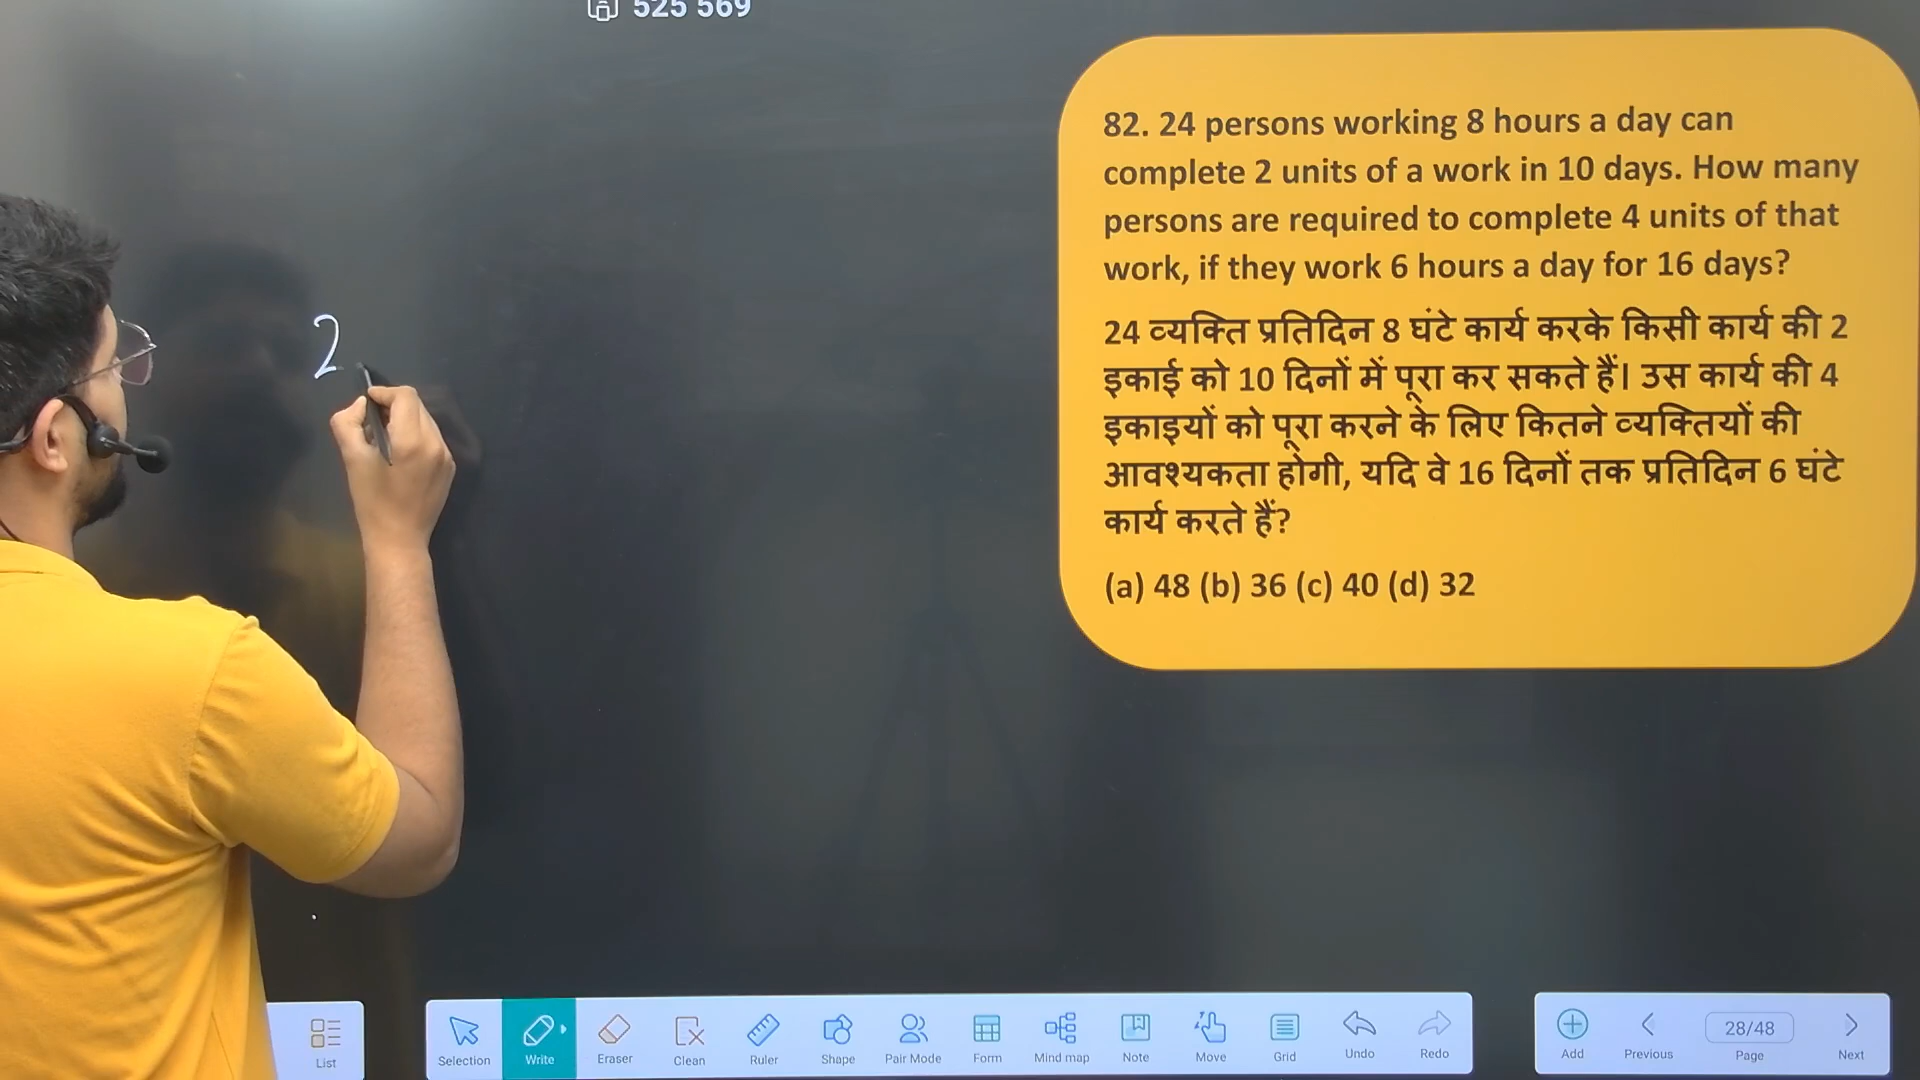 525 569
82. 24 persons working 8 hours a day can
complete 2 units of a work in 10 days. How many
persons are required to complete 4 units of that
work, if they work 6 hours a day for 16 days?
24 व्यक्ति प्रतिदिन 8 घंटे कार्य करके किसी कार्य की 2
इकाई को 10 दिनों में पूरा कर सकते हैं। उस कार्य की 4
इकाइयों को पूरा करने के लिए कितने व्यक्तियों की
आवश्यकता होगी, यदि वे 16 दिनों तक प्रतिदिन 6 घंटे
कार्य करते हैं?
(a) 48 (b) 36 (c) 40 (d) 32
2
List
Selection Write Eraser Clean Ruler Shape Pair Mode Form Mind map Note Move Grid Undo Redo
Add Previous 28/48 Page Next